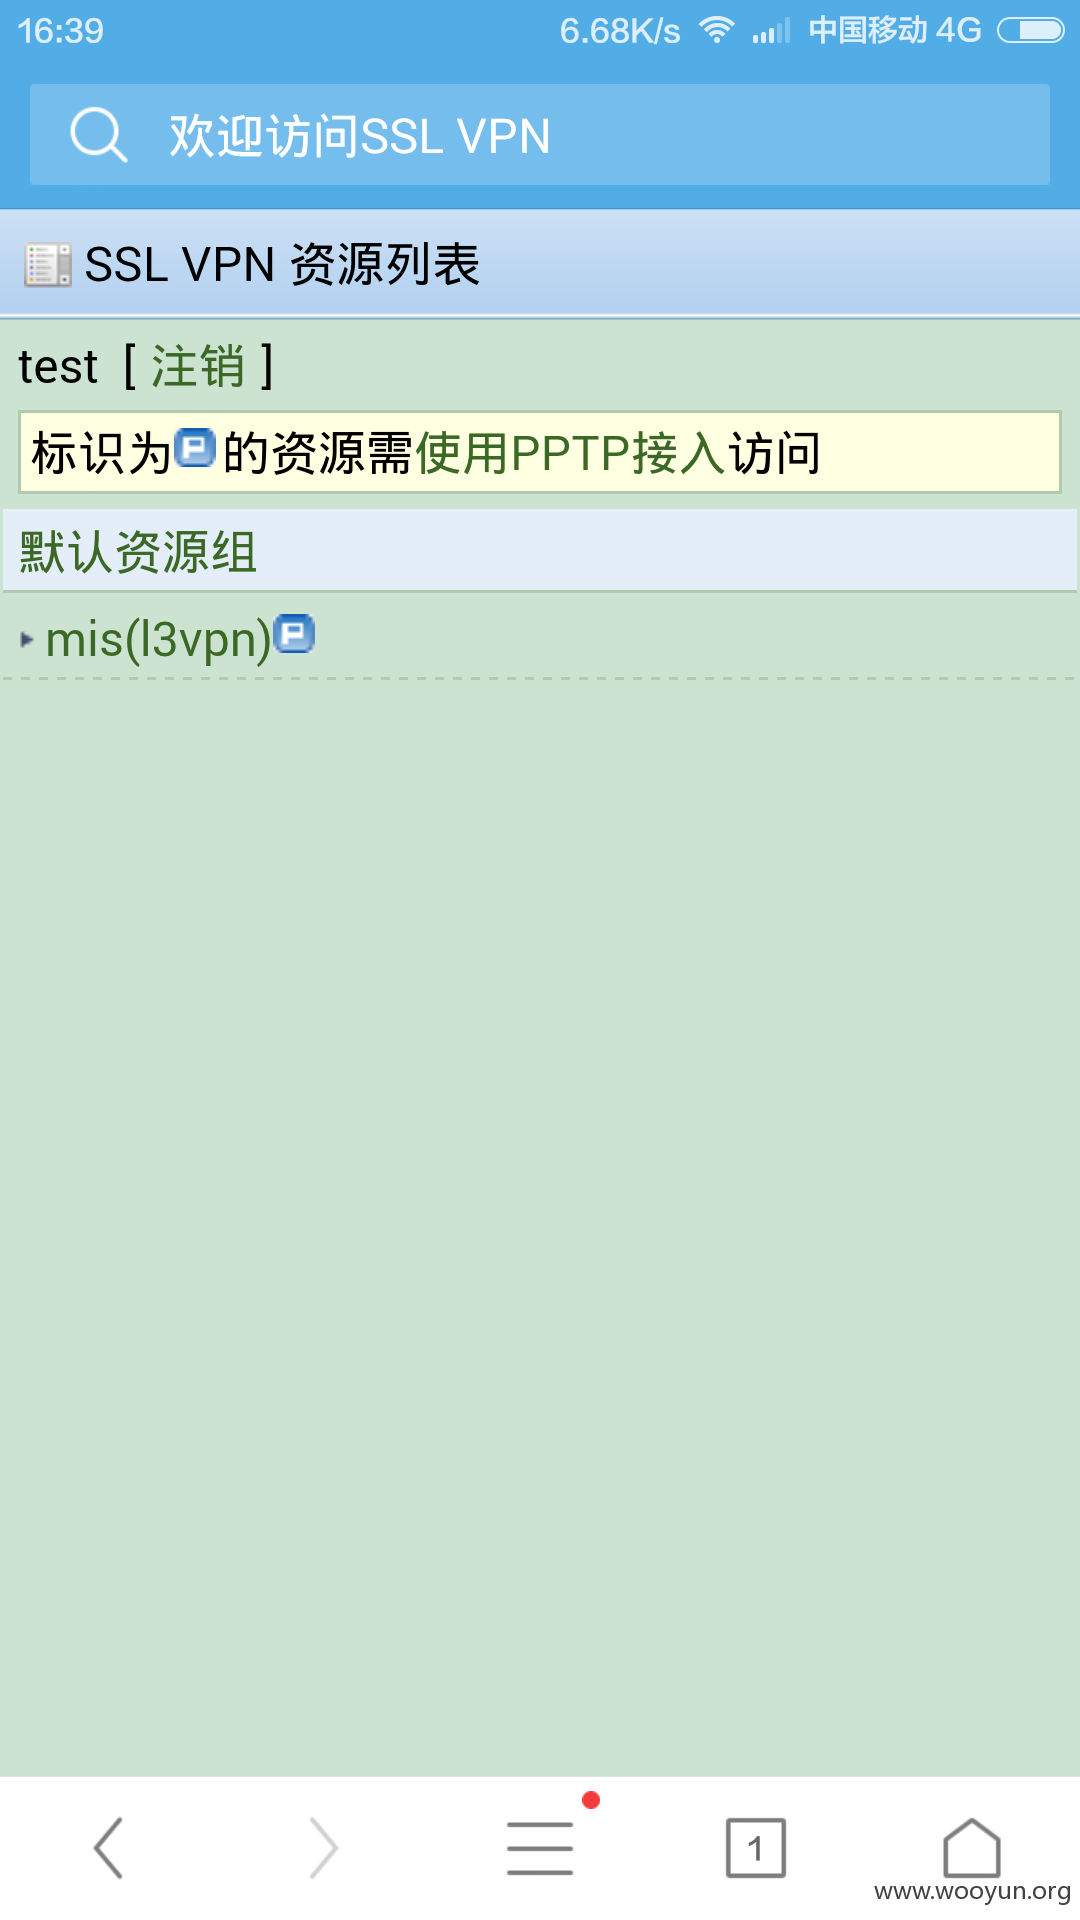 16:39 6.68K/s 中国移动 4G
欢迎访问SSL VPN
SSL VPN 资源列表
test [ 注销 ]
标识为P的资源需使用PPTP接入访问
默认资源组
mis(l3vpn)P
1
www.wooyun.org